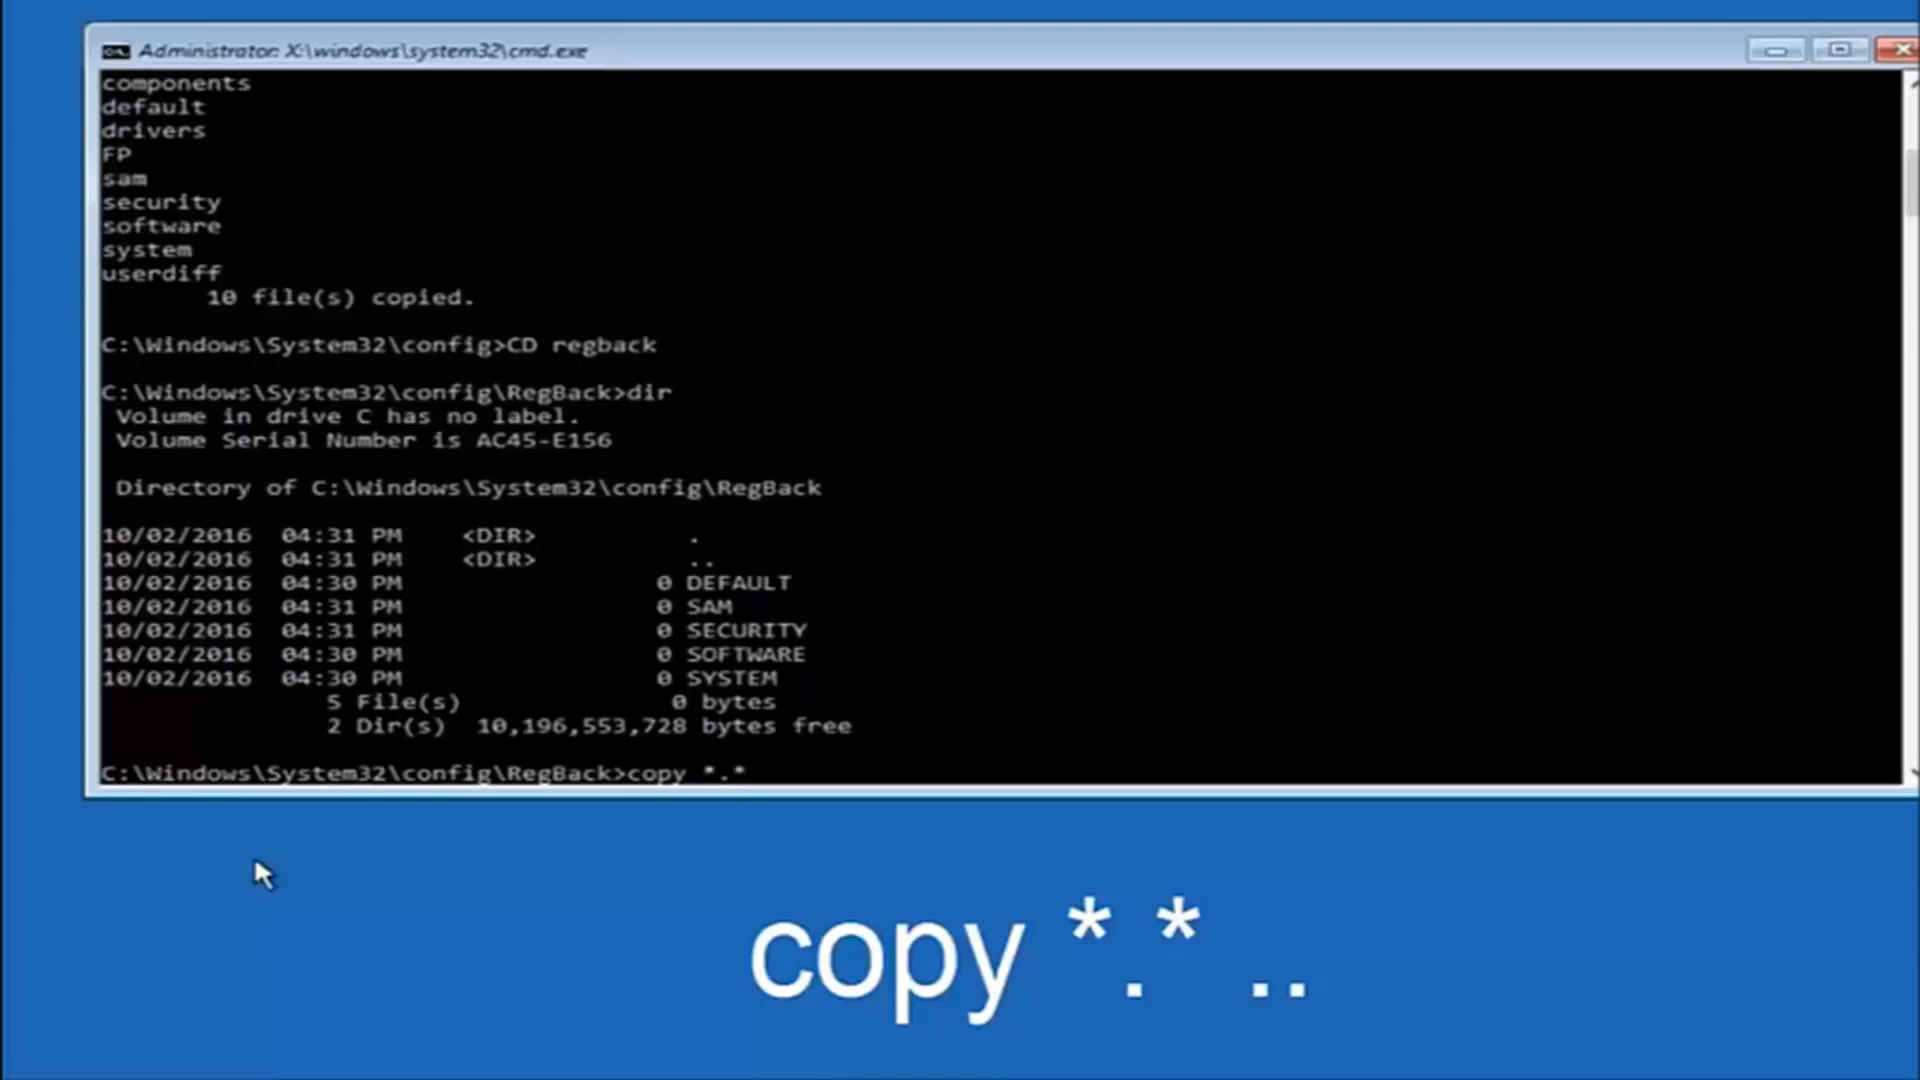 Administrator: X:\windows\system32\cmd.exe
components
default
drivers
FP
sam
security
software
system
userdiff
10 file(s) copied.
C:\Windows\System32\config>CD regback
C:\Windows\System32\config\RegBack>dir
Volume in drive C has no label.
Volume Serial Number is AC45-E156
Directory of C:\Windows\System32\config\RegBack
10/02/2016 04:31 PM <DIR> .
10/02/2016 04:31 PM <DIR> ..
10/02/2016 04:30 PM 0 DEFAULT
10/02/2016 04:31 PM 0 SAM
10/02/2016 04:31 PM 0 SECURITY
10/02/2016 04:30 PM 0 SOFTWARE
10/02/2016 04:30 PM 0 SYSTEM
5 File(s) 0 bytes
2 Dir(s) 10,196,553,728 bytes free
C:\Windows\System32\config\RegBack>copy *.*
copy *.* ..